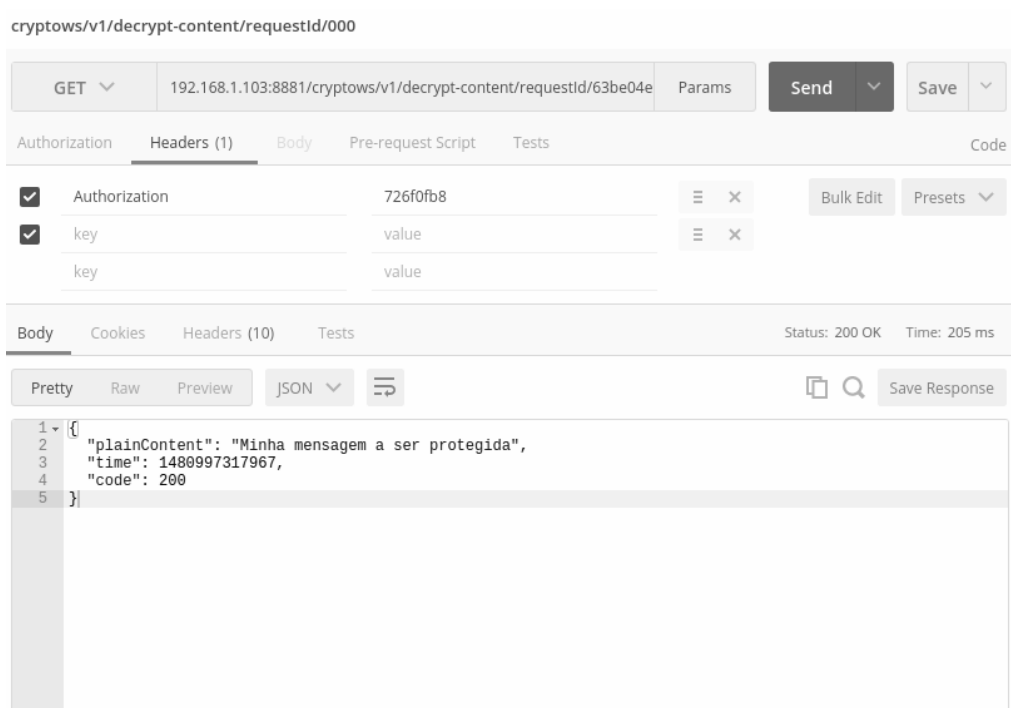 cryptows/v1/decrypt-content/requestId/000
GET 192.168.1.103:8881/cryptows/v1/decrypt-content/requestId/63be04e Params Send Save
Authorization Headers (1) Body Pre-request Script Tests Code
Authorization 726f0fb8 Bulk Edit Presets
key value
key value
Body Cookies Headers (10) Tests Status: 200 OK Time: 205 ms
Pretty Raw Preview JSON Save Response
1 {
2 "plainContent": "Minha mensagem a ser protegida",
3 "time": 1480997317967,
4 "code": 200
5 }